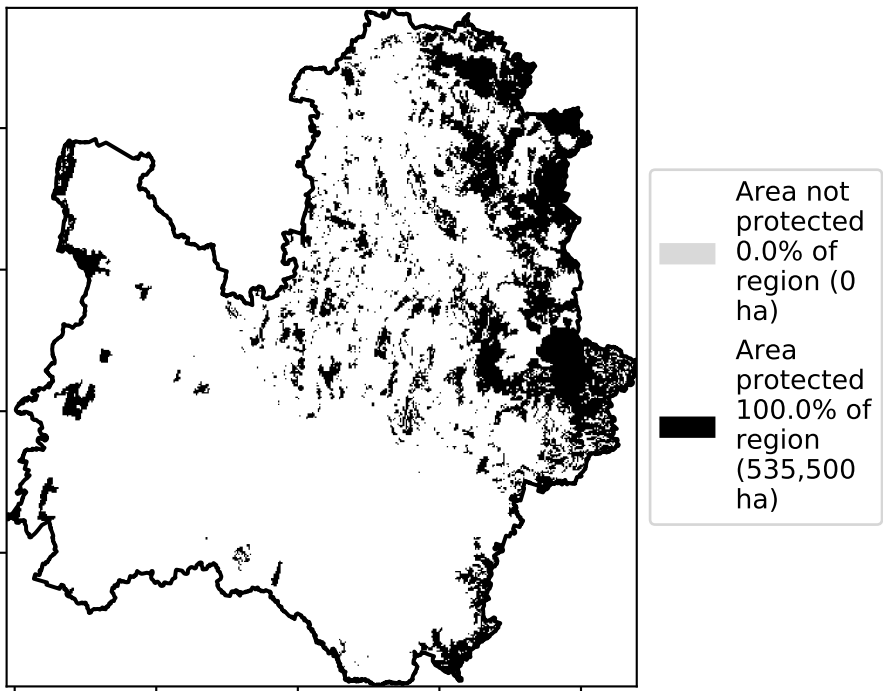 Area not
protected
0.0% of
region (0
ha)
Area
protected
100.0% of
region
(535,500
ha)